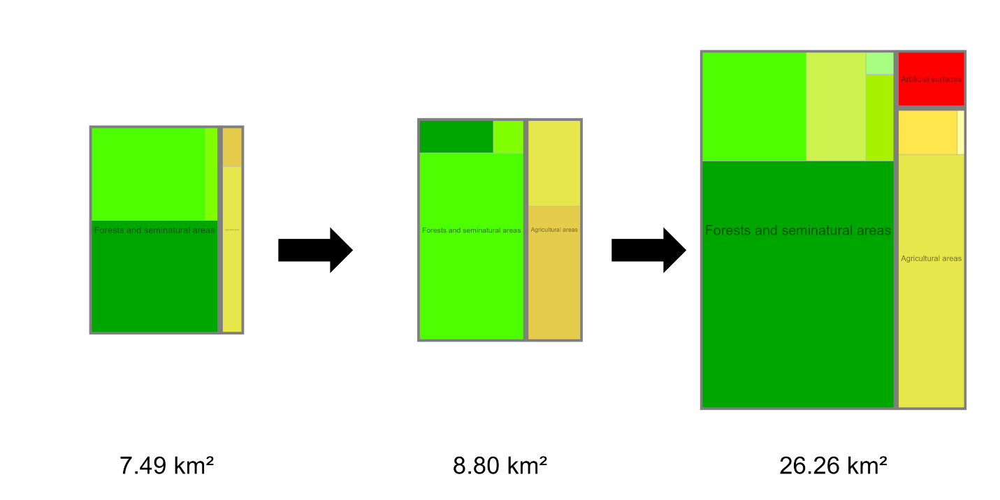 Forests and seminatural areas
Forests and seminatural areas
Agricultural areas
Artificial surfaces
Forests and seminatural areas
Agricultural areas
7.49 km²
8.80 km²
26.26 km²